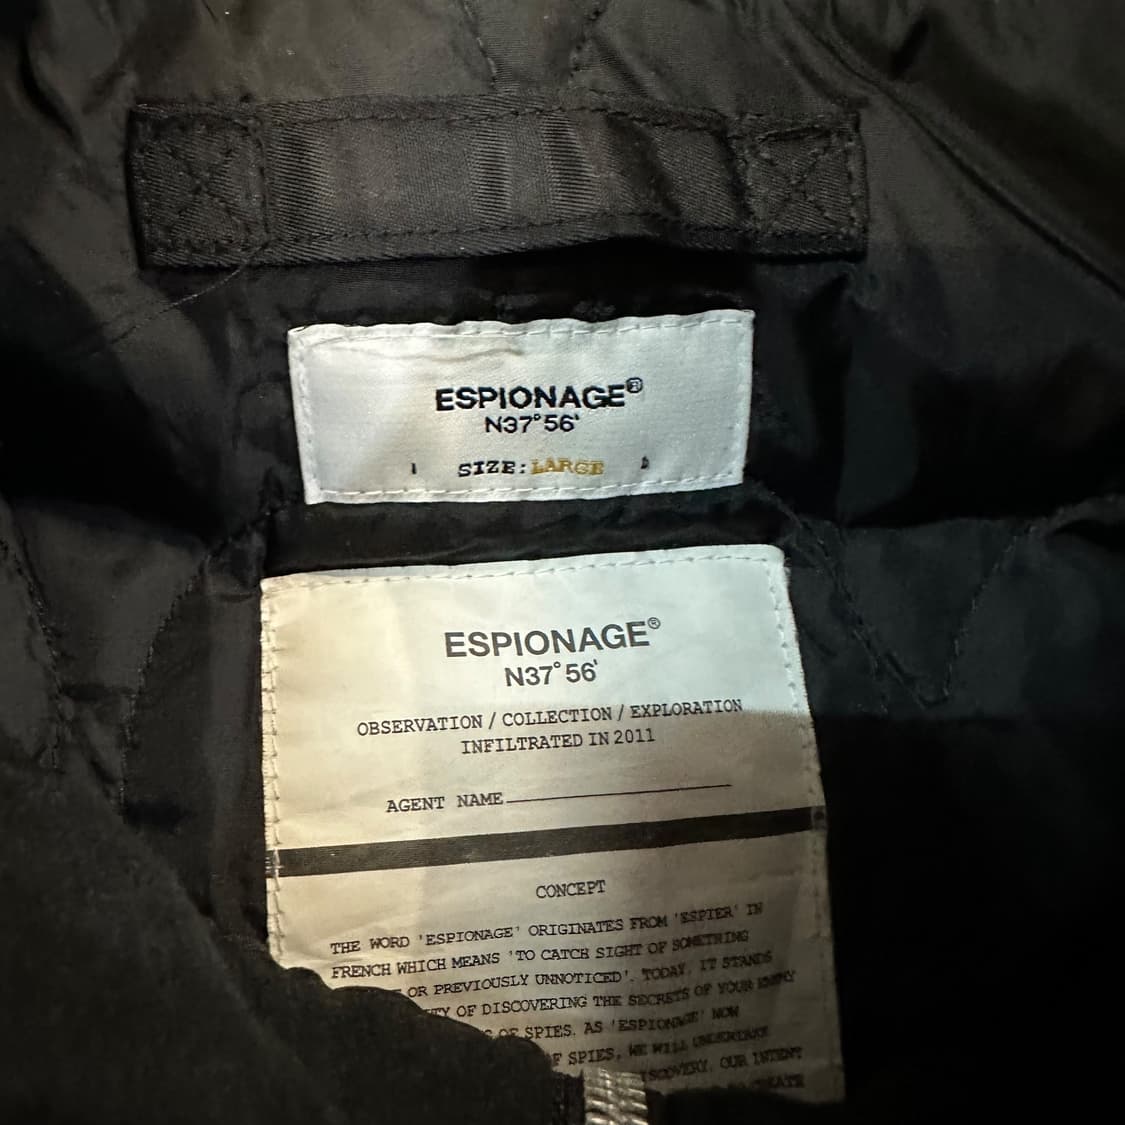 ESPIONAGE®
N37°56'
SIZE: LARGE
ESPIONAGE®
N37°56'
OBSERVATION / COLLECTION / EXPLORATION
INFILTRATED IN 2011
AGENT NAME
CONCEPT
THE WORD 'ESPIONAGE' ORIGINATES FROM 'ESPIER' IN
FRENCH WHICH MEANS 'TO CATCH SIGHT OF SOMETHING
OR PREVIOUSLY UNNOTICED'. TODAY, IT STANDS
OF DISCOVERING THE SECRETS OF YOUR ENEMY
OF SPIES. AS 'ESPIONAGE' NOW
SPIES, WE WILL UNDERTAKE
OUR INTENT